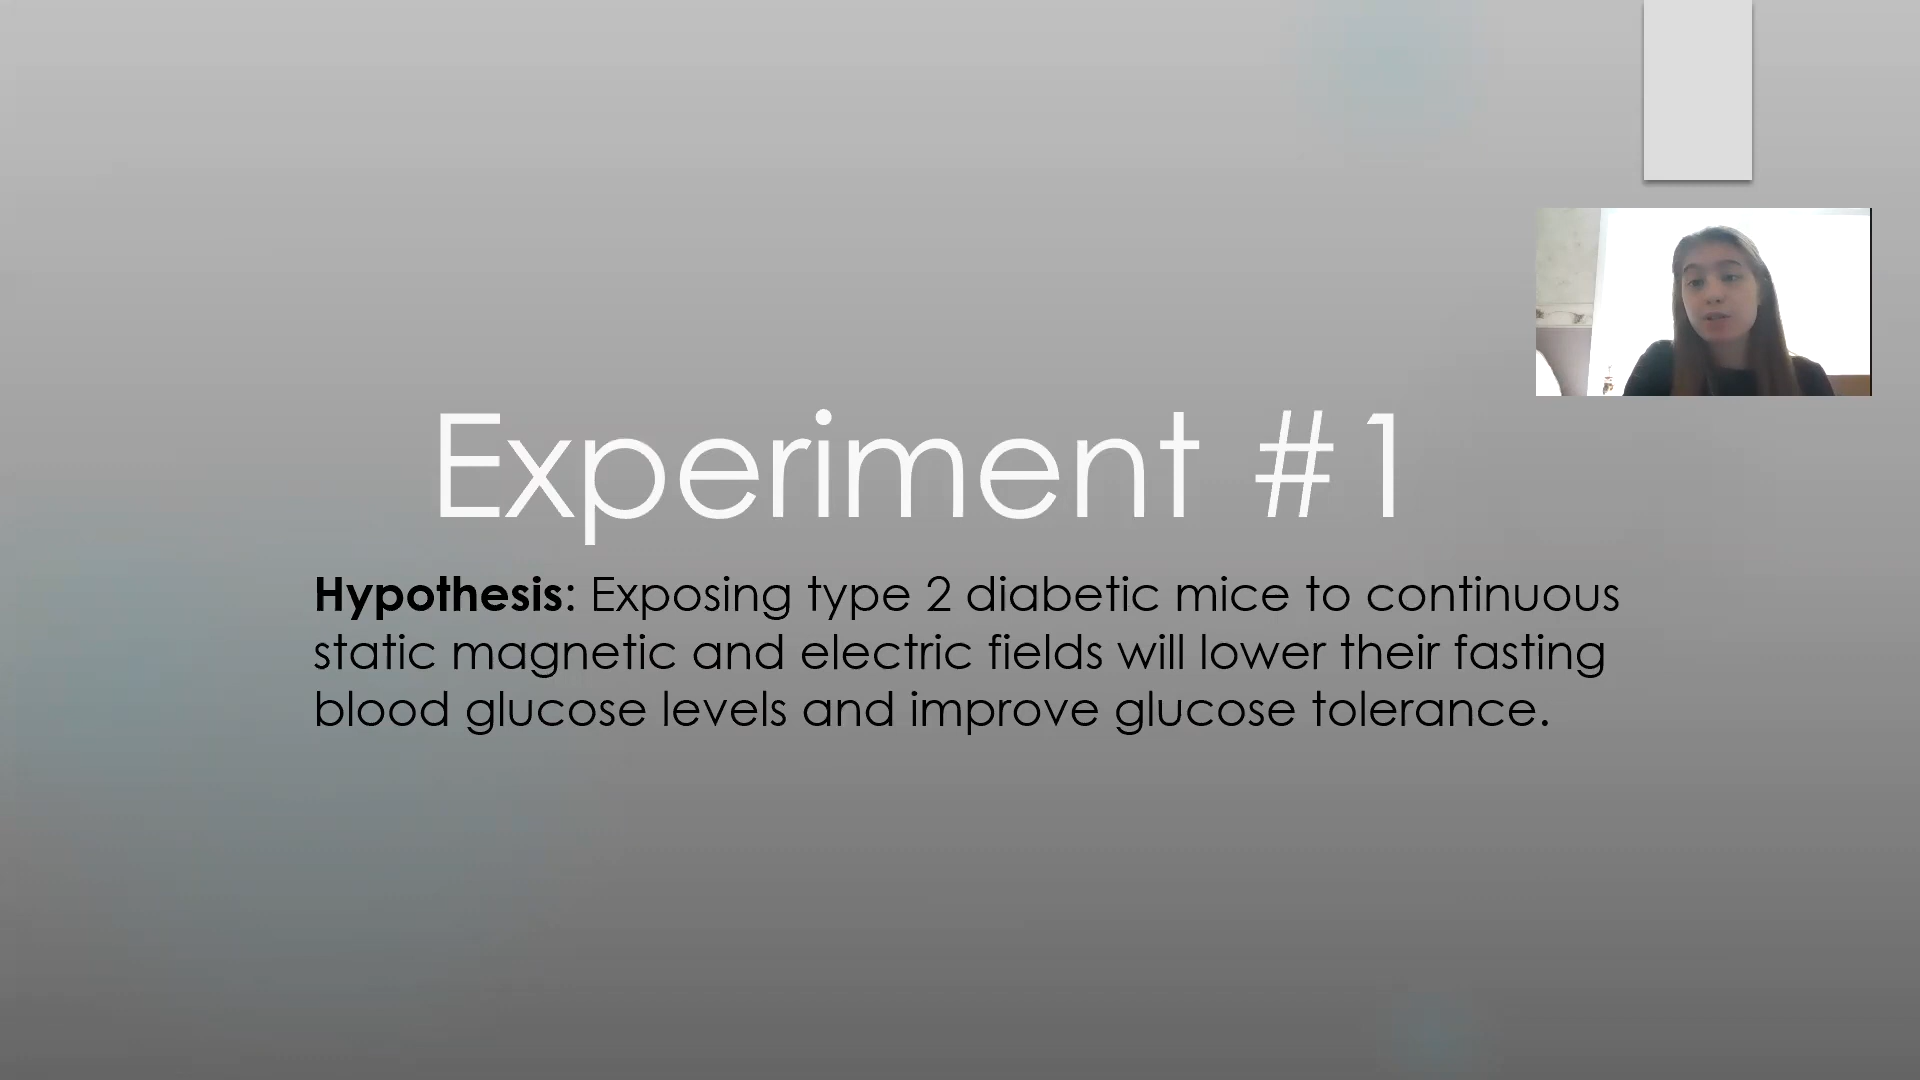 Experiment #1
Hypothesis: Exposing type 2 diabetic mice to continuous
static magnetic and electric fields will lower their fasting
blood glucose levels and improve glucose tolerance.